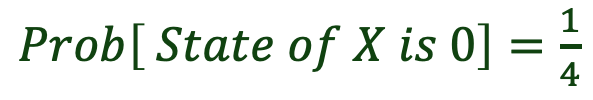 Prob[ State of X is 0] = 1/4